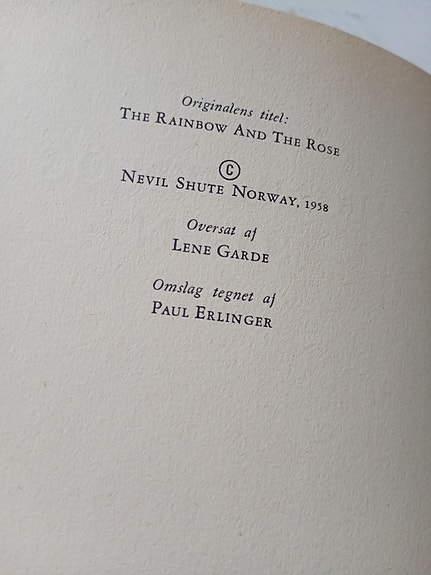 Originalens titel:
THE RAINBOW AND THE ROSE
©
NEVIL SHUTE NORWAY, 1958
Oversat af
LENE GARDE
Omslag tegnet af
PAUL ERLINGER